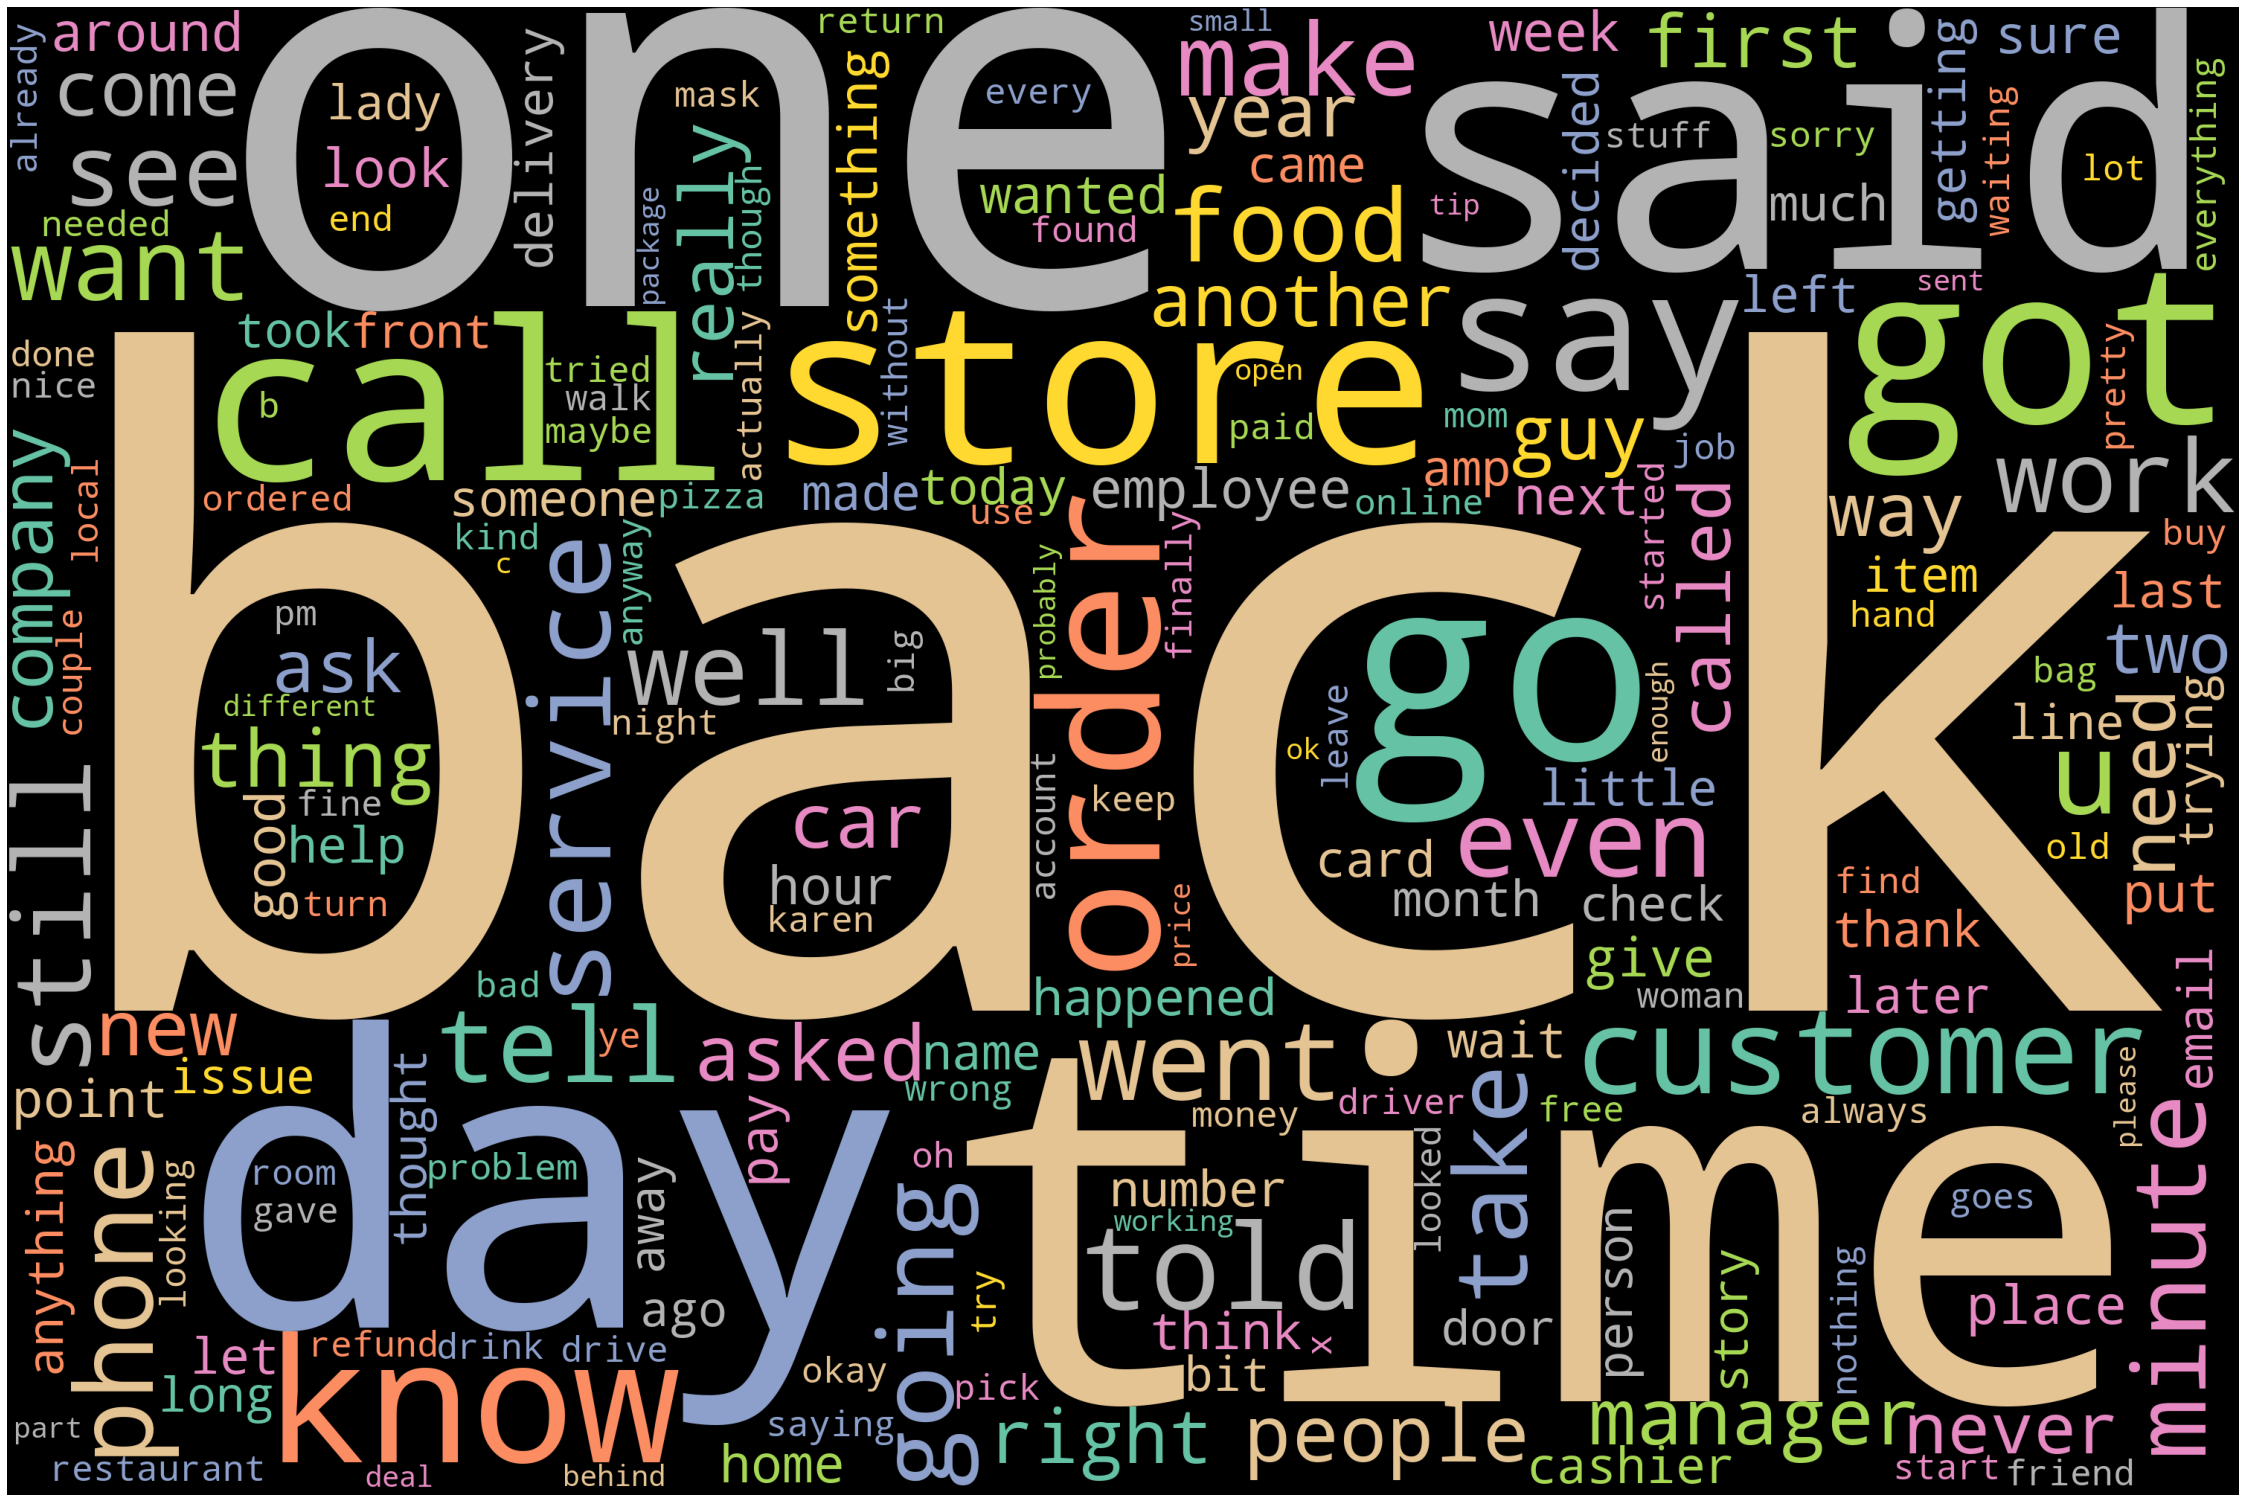 already
around
come
see
needed
want
one
lady
look
end
delivery
return
mask
package
really
though
something
every
wanted
found
small
make
year
came
food
another
week
first
said
decided
stuff
sorry
much
tip
getting
sure
waiting
lot
everything
left
sent
say
got
took
front
call
b
tried
walk
maybe
actually
store
without
open
paid
mom
guy
job
pretty
done
nice
company
local
ordered
someone
pizza
made
today
employee
online
amp
next
work
way
called
started
buy
item
hand
last
two
kind
c
anyway
use
order
finally
probably
back
couple
pm
ask
different
thing
good
fine
help
turn
service
well
big
night
car
hour
karen
account
keep
price
go
ok
leave
enough
little
even
card
month
check
bag
line
u
need
trying
old
find
put
thank
give
woman
later
still
new
bad
happened
customer
email
tell
ye
asked
name
wrong
went
wait
please
point
issue
thought
day
pay
money
driver
free
always
minute
anything
phone
looking
room
gave
problem
away
oh
time
number
working
told
looked
take
goes
going
try
ago
think
x
door
person
story
nothing
place
let
refund
drink
drive
know
long
okay
pick
bit
saying
right
people
manager
never
part
restaurant
deal
behind
home
cashier
start
friend